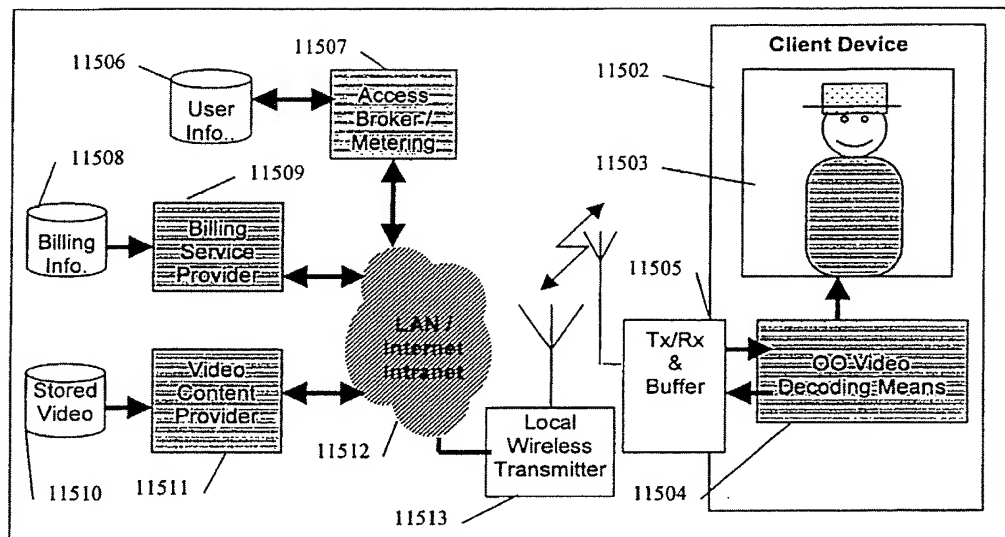 11506
11507
Client Device
11502
User
Info..
Access
Broker /
Metering
11503
11508
11509
Billing
Info.
Billing
Service
Provider
11505
LAN /
Internet
Intranet
Tx/Rx
&
Buffer
OO Video
Decoding Means
Stored
Video
Video
Content
Provider
Local
Wireless
Transmitter
11512
11510
11511
11513
11504